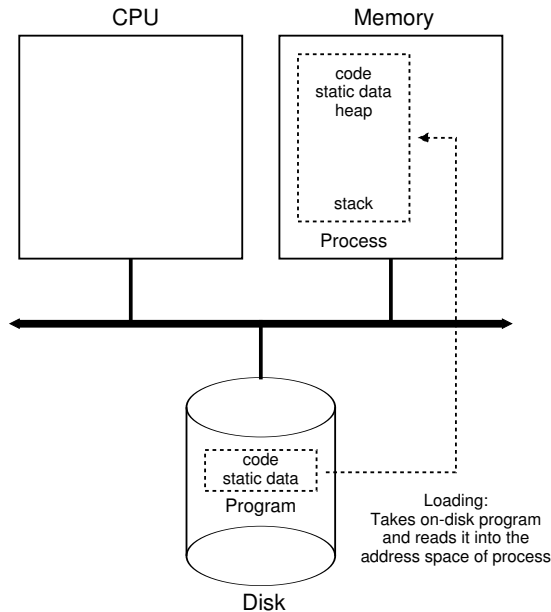 CPU
Memory
code
static data
heap
stack
Process
code
static data
Program
Loading:
Takes on-disk program
and reads it into the
address space of process
Disk